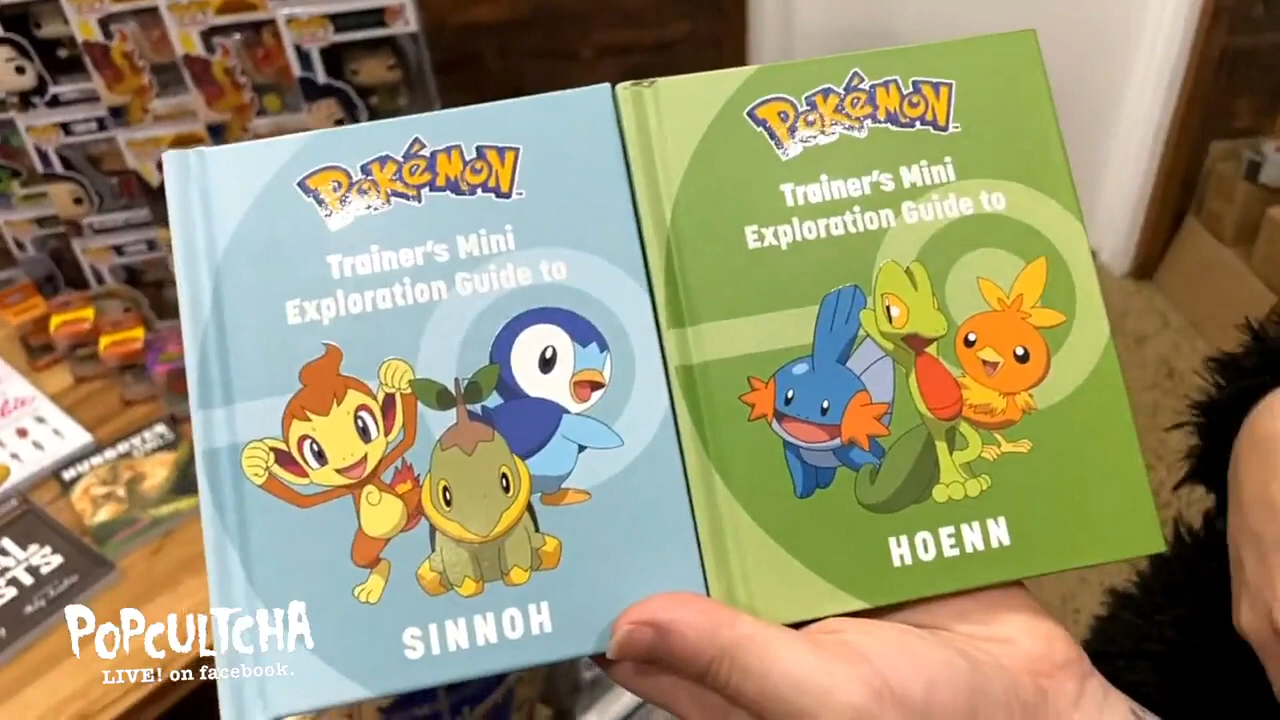 POKéMON
Trainer's Mini
Exploration Guide to
SINNOH
POKéMON
Trainer's Mini
Exploration Guide to
HOENN
POPCULTCHA
LIVE! on facebook.